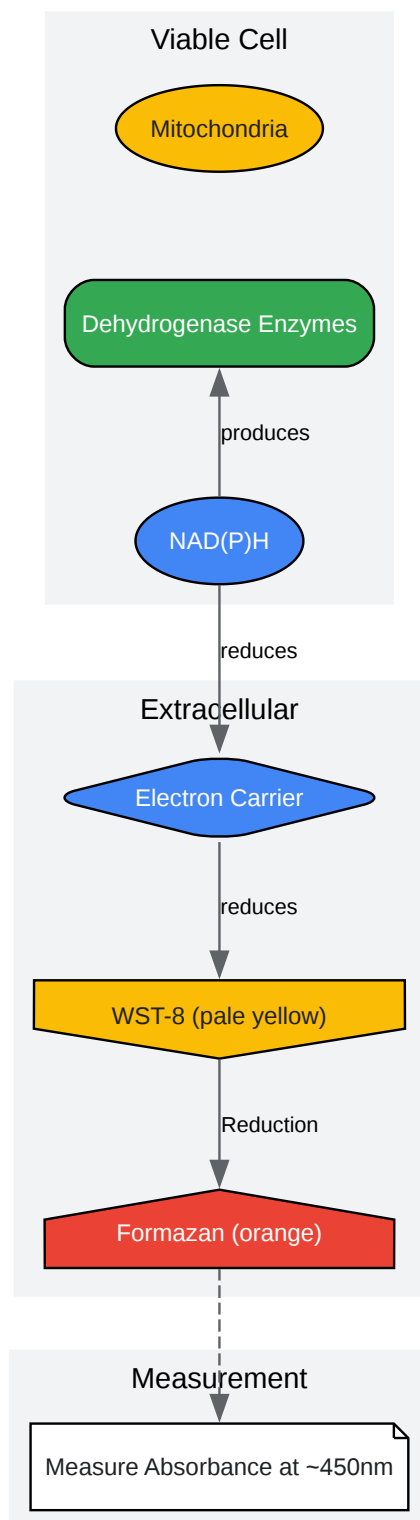 Viable Cell
Mitochondria
Dehydrogenase Enzymes
produces
NAD(P)H
reduces
Extracellular
Electron Carrier
reduces
WST-8 (pale yellow)
Reduction
Formazan (orange)
Measurement
Measure Absorbance at ~450nm